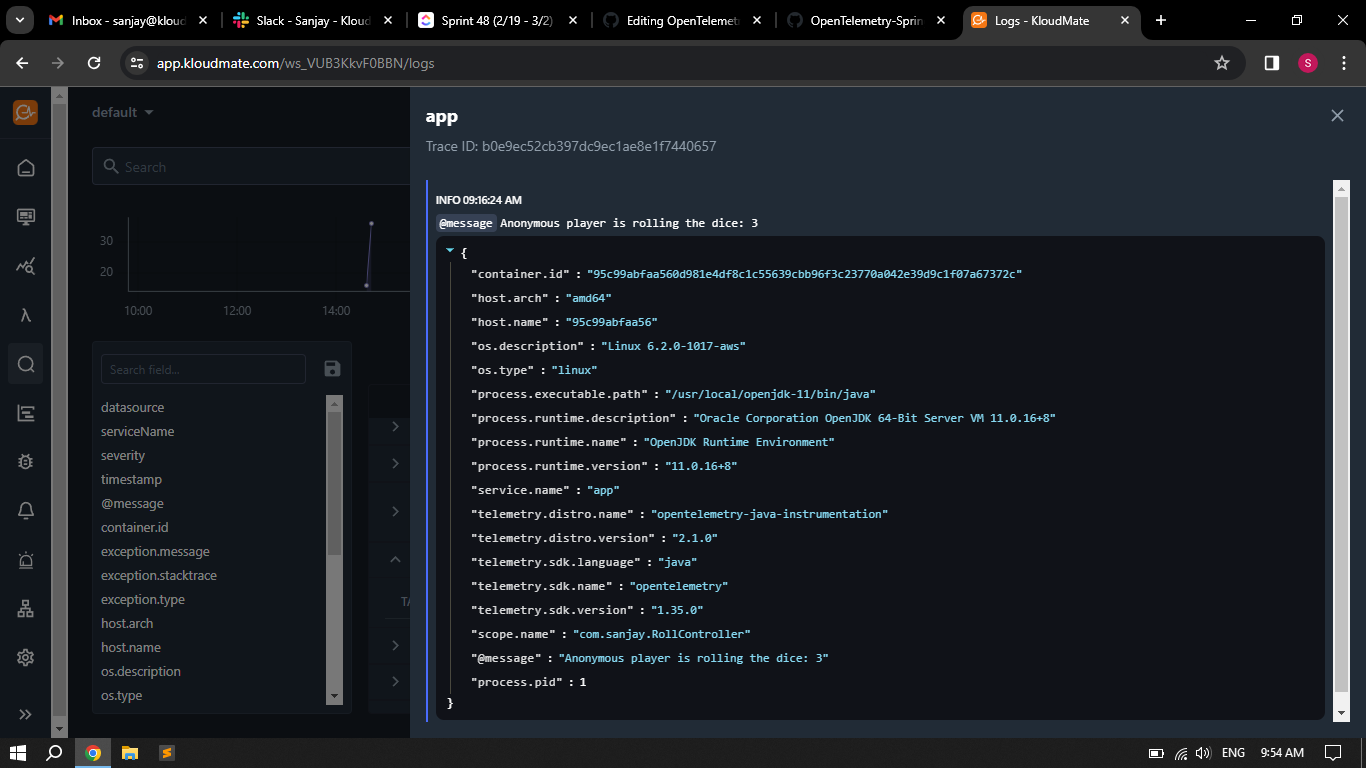 Inbox - sanjay@kloud
Slack - Sanjay - Kloud
Sprint 48 (2/19 - 3/2)
Editing OpenTelemet
OpenTelemetry-Sprin
Logs - KloudMate
app.kloudmate.com/ws_VUB3KkvF0BBN/logs
S
default
Search
30
20
10:00
12:00
14:00
Search field...
datasource
serviceName
severity
timestamp
@message
container.id
exception.message
exception.stacktrace
exception.type
host.arch
host.name
os.description
os.type
app
Trace ID: b0e9ec52cb397dc9ec1ae8e1f7440657
INFO 09:16:24 AM
@message Anonymous player is rolling the dice: 3
{
"container.id" : "95c99abfaa560d981e4df8c1c55639cbb96f3c23770a042e39d9c1f07a67372c"
"host.arch" : "amd64"
"host.name" : "95c99abfaa56"
"os.description" : "Linux 6.2.0-1017-aws"
"os.type" : "linux"
"process.executable.path" : "/usr/local/openjdk-11/bin/java"
"process.runtime.description" : "Oracle Corporation OpenJDK 64-Bit Server VM 11.0.16+8"
"process.runtime.name" : "OpenJDK Runtime Environment"
"process.runtime.version" : "11.0.16+8"
"service.name" : "app"
"telemetry.distro.name" : "opentelemetry-java-instrumentation"
"telemetry.distro.version" : "2.1.0"
"telemetry.sdk.language" : "java"
"telemetry.sdk.name" : "opentelemetry"
"telemetry.sdk.version" : "1.35.0"
"scope.name" : "com.sanjay.RollController"
"@message" : "Anonymous player is rolling the dice: 3"
"process.pid" : 1
}
ENG
9:54 AM